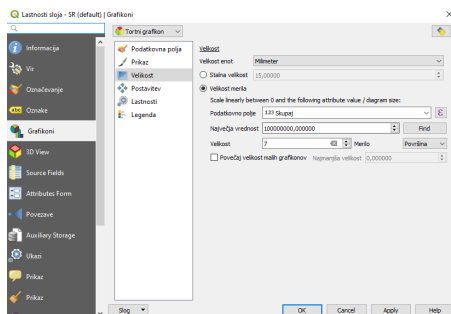 Lastnosti sloja - SR (default) | Grafikoni
Tortni grafikon
Informacija
Vir
Označevanje
Oznake
Grafikoni
3D View
Source Fields
Attributes Form
Povezave
Auxiliary Storage
Ukazi
Prikaz
Prikaz
Podatkovna polja
Prikaz
Velikost
Postavitev
Lastnosti
Legenda
Velikost
Velikost enot Milimeter
Stalna velikost 15,00000
Velikost merila
Scale linearly between 0 and the following attribute value / diagram size:
Podatkovno polje 123 Skupaj ε
Največja vrednost 100000000,000000 Find
Velikost 7 Merilo Površina
Povečaj velikost malih grafikonov Najmanjša velikost 0,000000
Slog OK Cancel Apply Help